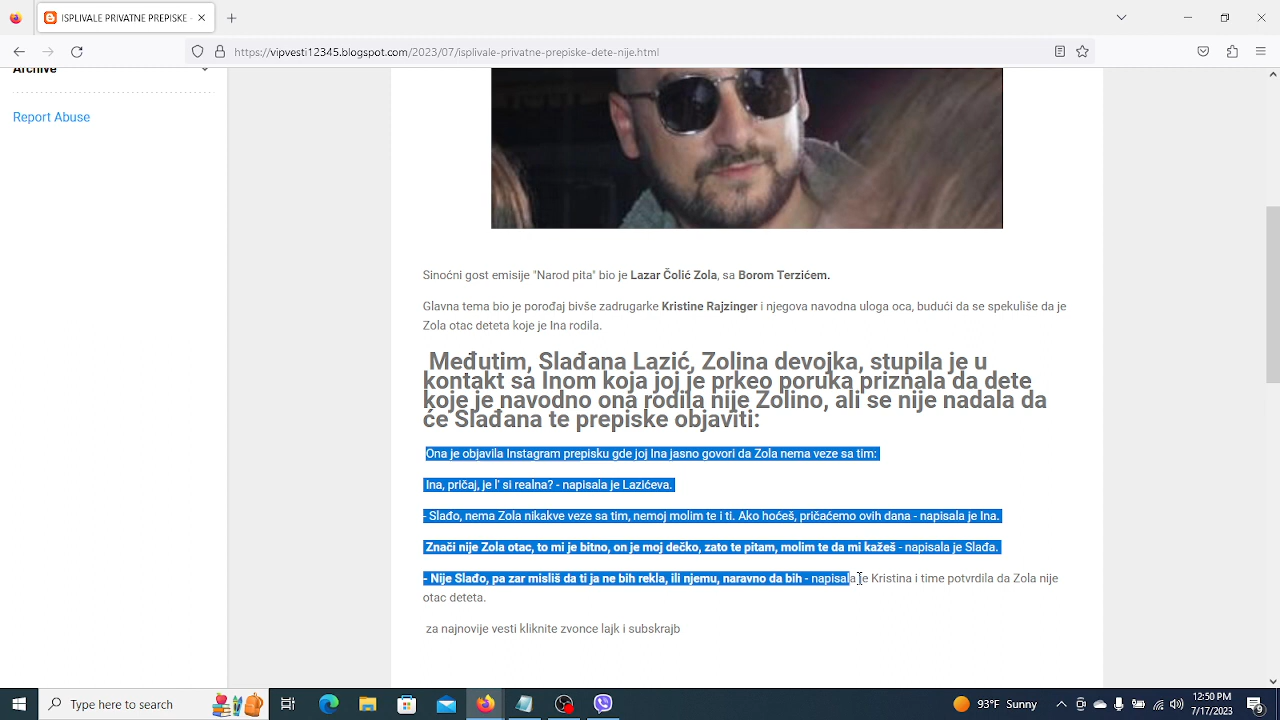 ISPLIVALE PRIVATNE PREPISKE -
https://vipvesti12345.blogspot.com/2023/07/isplivale-privatne-prepiske-dete-nije.html
Archive
Report Abuse
Sinoćni gost emisije "Narod pita" bio je Lazar Čolić Zola, sa Borom Terzićem.
Glavna tema bio je porođaj bivše zadrugarke Kristine Rajzinger i njegova navodna uloga oca, budući da se spekuliše da je
Zola otac deteta koje je Ina rodila.
Međutim, Slađana Lazić, Zolina devojka, stupila je u
kontakt sa Inom koja joj je prkeo poruka priznala da dete
koje je navodno ona rodila nije Zolino, ali se nije nadala da
će Slađana te prepiske objaviti:
Ona je objavila Instagram prepisku gde joj Ina jasno govori da Zola nema veze sa tim:
Ina, pričaj, je l' si realna? - napisala je Lazićeva.
- Slađo, nema Zola nikakve veze sa tim, nemoj molim te i ti. Ako hoćeš, pričaćemo ovih dana - napisala je Ina.
Znači nije Zola otac, to mi je bitno, on je moj dečko, zato te pitam, molim te da mi kažeš - napisala je Slađa.
- Nije Slađo, pa zar misliš da ti ja ne bih rekla, ili njemu, naravno da bih - napisala je Kristina i time potvrdila da Zola nije
otac deteta.
za najnovije vesti kliknite zvonce lajk i subskrajb
Type here to search
93°F Sunny
12:50 PM
7/17/2023